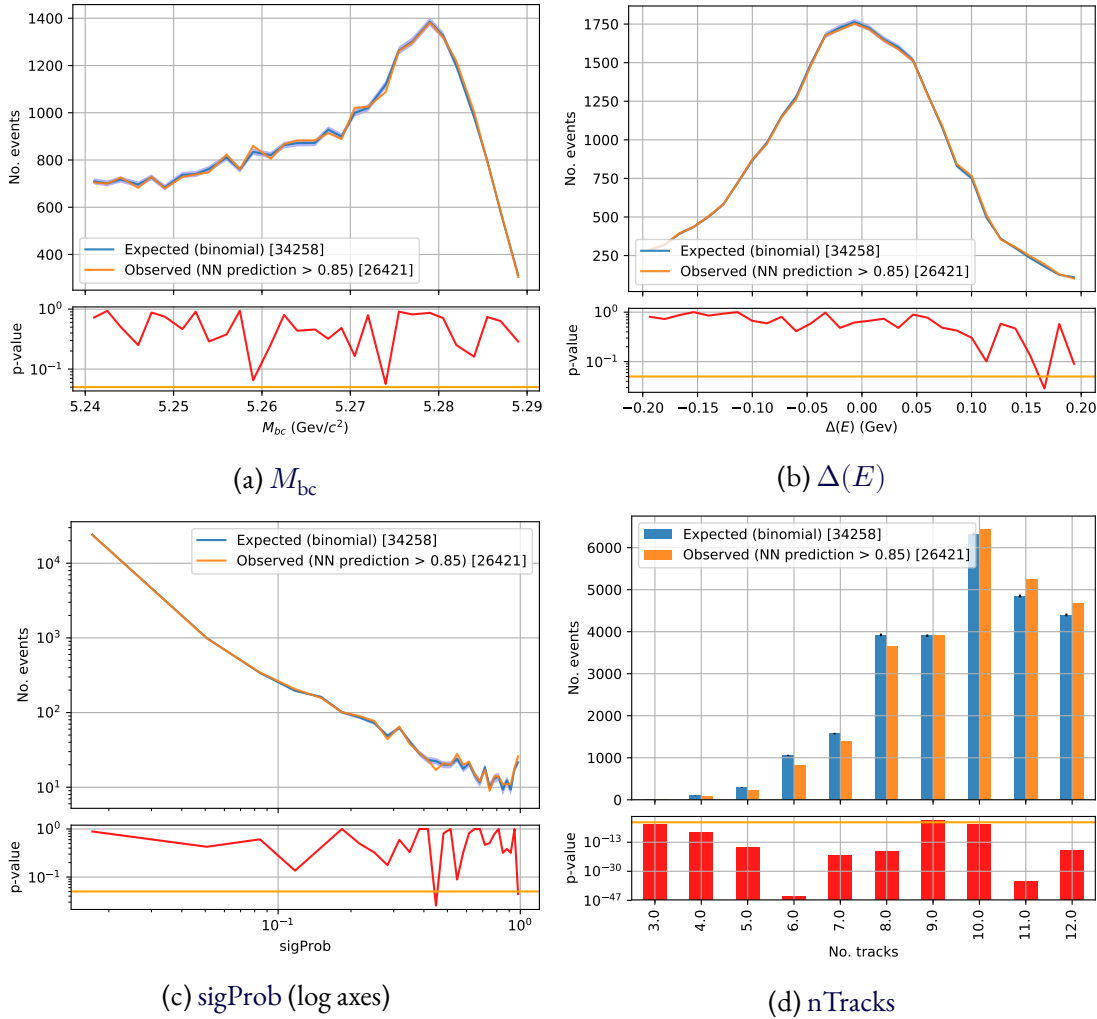 1400
1200
1000
800
600
400
No. events
Expected (binomial) [34258]
Observed (NN prediction > 0.85) [26421]
10^0
10^-1
p-value
5.24 5.25 5.26 5.27 5.28 5.29
M_bc (Gev/c^2)
(a) M_bc
1750
1500
1250
1000
750
500
250
No. events
Expected (binomial) [34258]
Observed (NN prediction > 0.85) [26421]
10^0
10^-1
p-value
−0.20 −0.15 −0.10 −0.05 0.00 0.05 0.10 0.15 0.20
Δ(E) (Gev)
(b) Δ(E)
10^4
10^3
10^2
10^1
No. events
Expected (binomial) [34258]
Observed (NN prediction > 0.85) [26421]
10^0
10^-1
p-value
10^-1 10^0
sigProb
(c) sigProb (log axes)
6000
5000
4000
3000
2000
1000
0
No. events
Expected (binomial) [34258]
Observed (NN prediction > 0.85) [26421]
10^-13
10^-30
10^-47
p-value
3.0 4.0 5.0 6.0 7.0 8.0 9.0 10.0 11.0 12.0
No. tracks
(d) nTracks